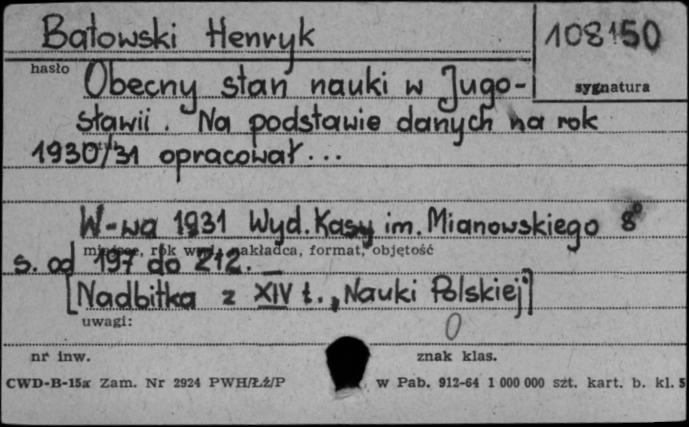 Batowski Henryk
108150
hasło
sygnatura
Obecny stan nauki w Jugo-
sławii. Na podstawie danych na rok
1930/31 opracował...
W-wa 1931 Wyd. Kasy im. Mianowskiego 8°
miejsce, rok wyd., nakładca, format, objętość
s. od 197 do 212. _
[Nadbitka z XIV t. „Nauki Polskiej"]
uwagi:
0
nr inw.
znak klas.
CWD-B-15a Zam. Nr 2924 PWH/Łź/P w Pab. 912-64 1 000 000 szt. kart. b. kl. 5